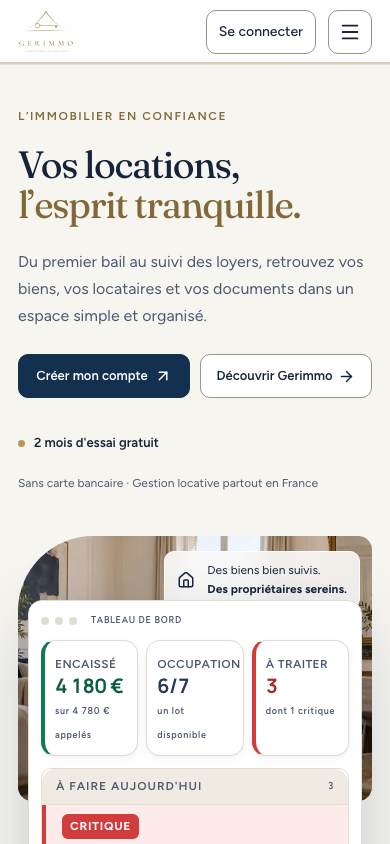 GERIMMO
Se connecter
L'IMMOBILIER EN CONFIANCE
Vos locations,
l'esprit tranquille.
Du premier bail au suivi des loyers, retrouvez vos
biens, vos locataires et vos documents dans un
espace simple et organisé.
Créer mon compte
Découvrir Gerimmo
2 mois d'essai gratuit
Sans carte bancaire · Gestion locative partout en France
Des biens bien suivis.
Des propriétaires sereins.
TABLEAU DE BORD
ENCAISSÉ
4 180 €
sur 4 780 €
appelés
OCCUPATION
6/7
un lot
disponible
À TRAITER
3
dont 1 critique
À FAIRE AUJOURD'HUI
3
CRITIQUE